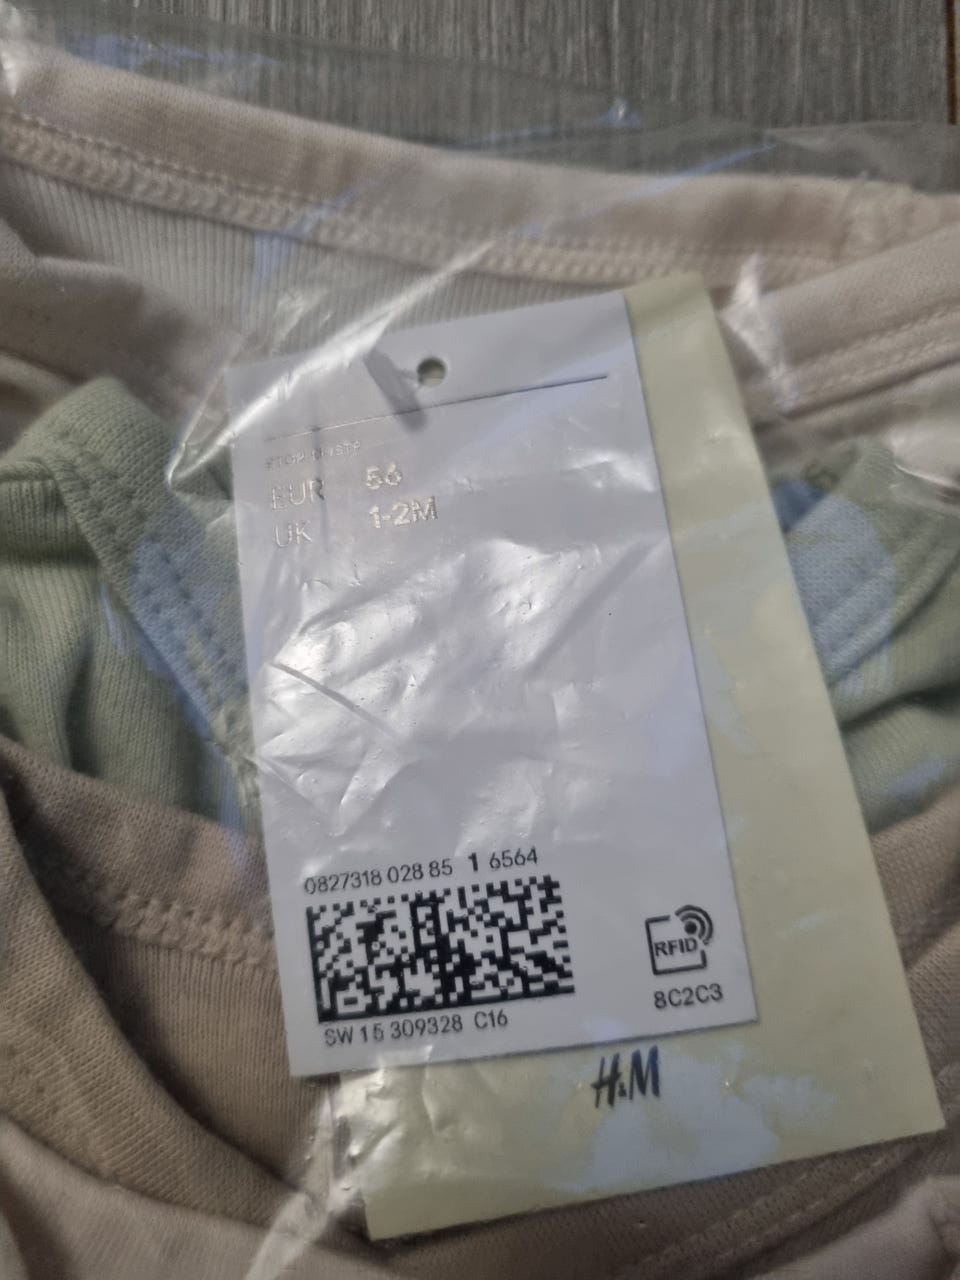 EUR 56
UK 1-2M
0827318 028 85 1 6564
RFID
8C2C3
SW 15 309328 C16
H&M